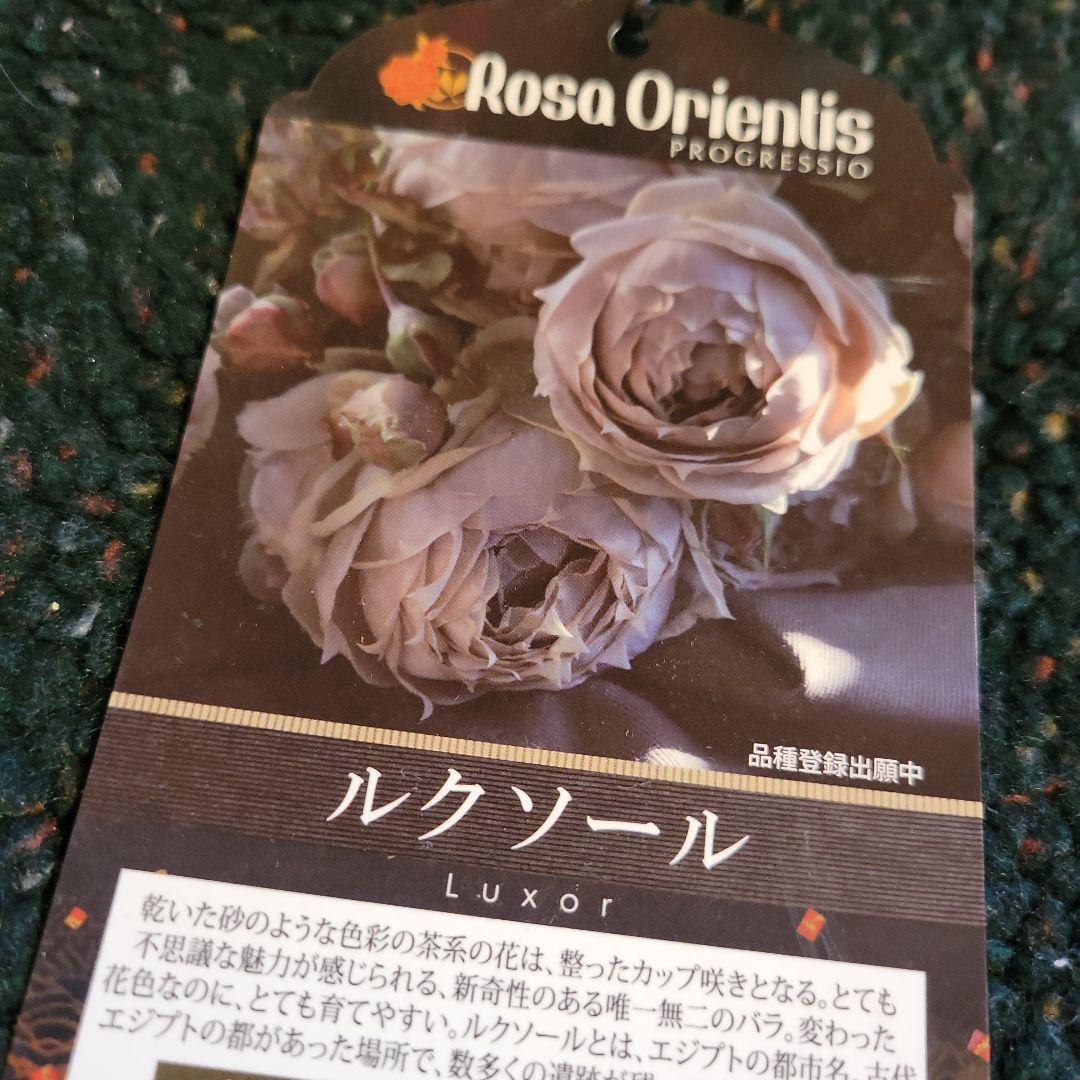 Rosa Orientis
PROGRESSIO
品種登録出願中
ルクソール
Luxor
乾いた砂のような色彩の茶系の花は、整ったカップ咲きとなる。とても
不思議な魅力が感じられる、新奇性のある唯一無二のバラ。変わった
花色なのに、とても育てやすい。ルクソールとは、エジプトの都市名。古代
エジプトの都があった場所で、数多くの遺跡が残